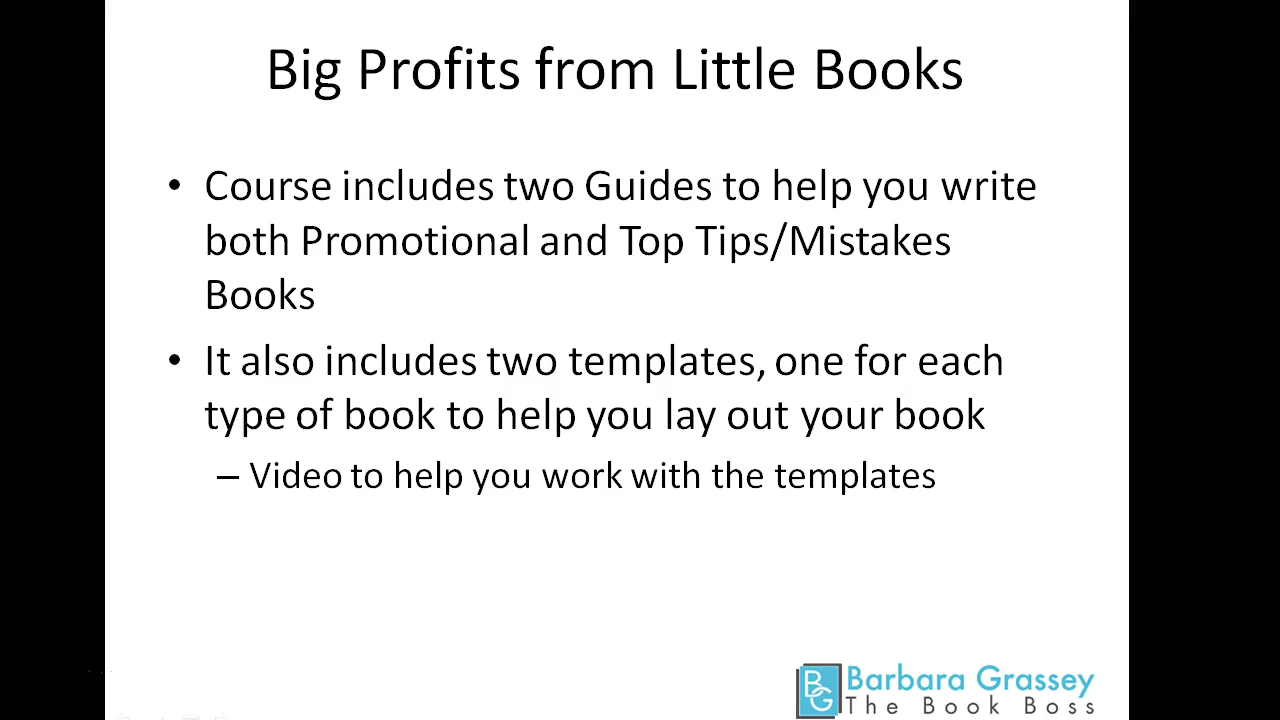 Big Profits from Little Books
• Course includes two Guides to help you write
both Promotional and Top Tips/Mistakes
Books
• It also includes two templates, one for each
type of book to help you lay out your book
– Video to help you work with the templates
BG Barbara Grassey
The Book Boss